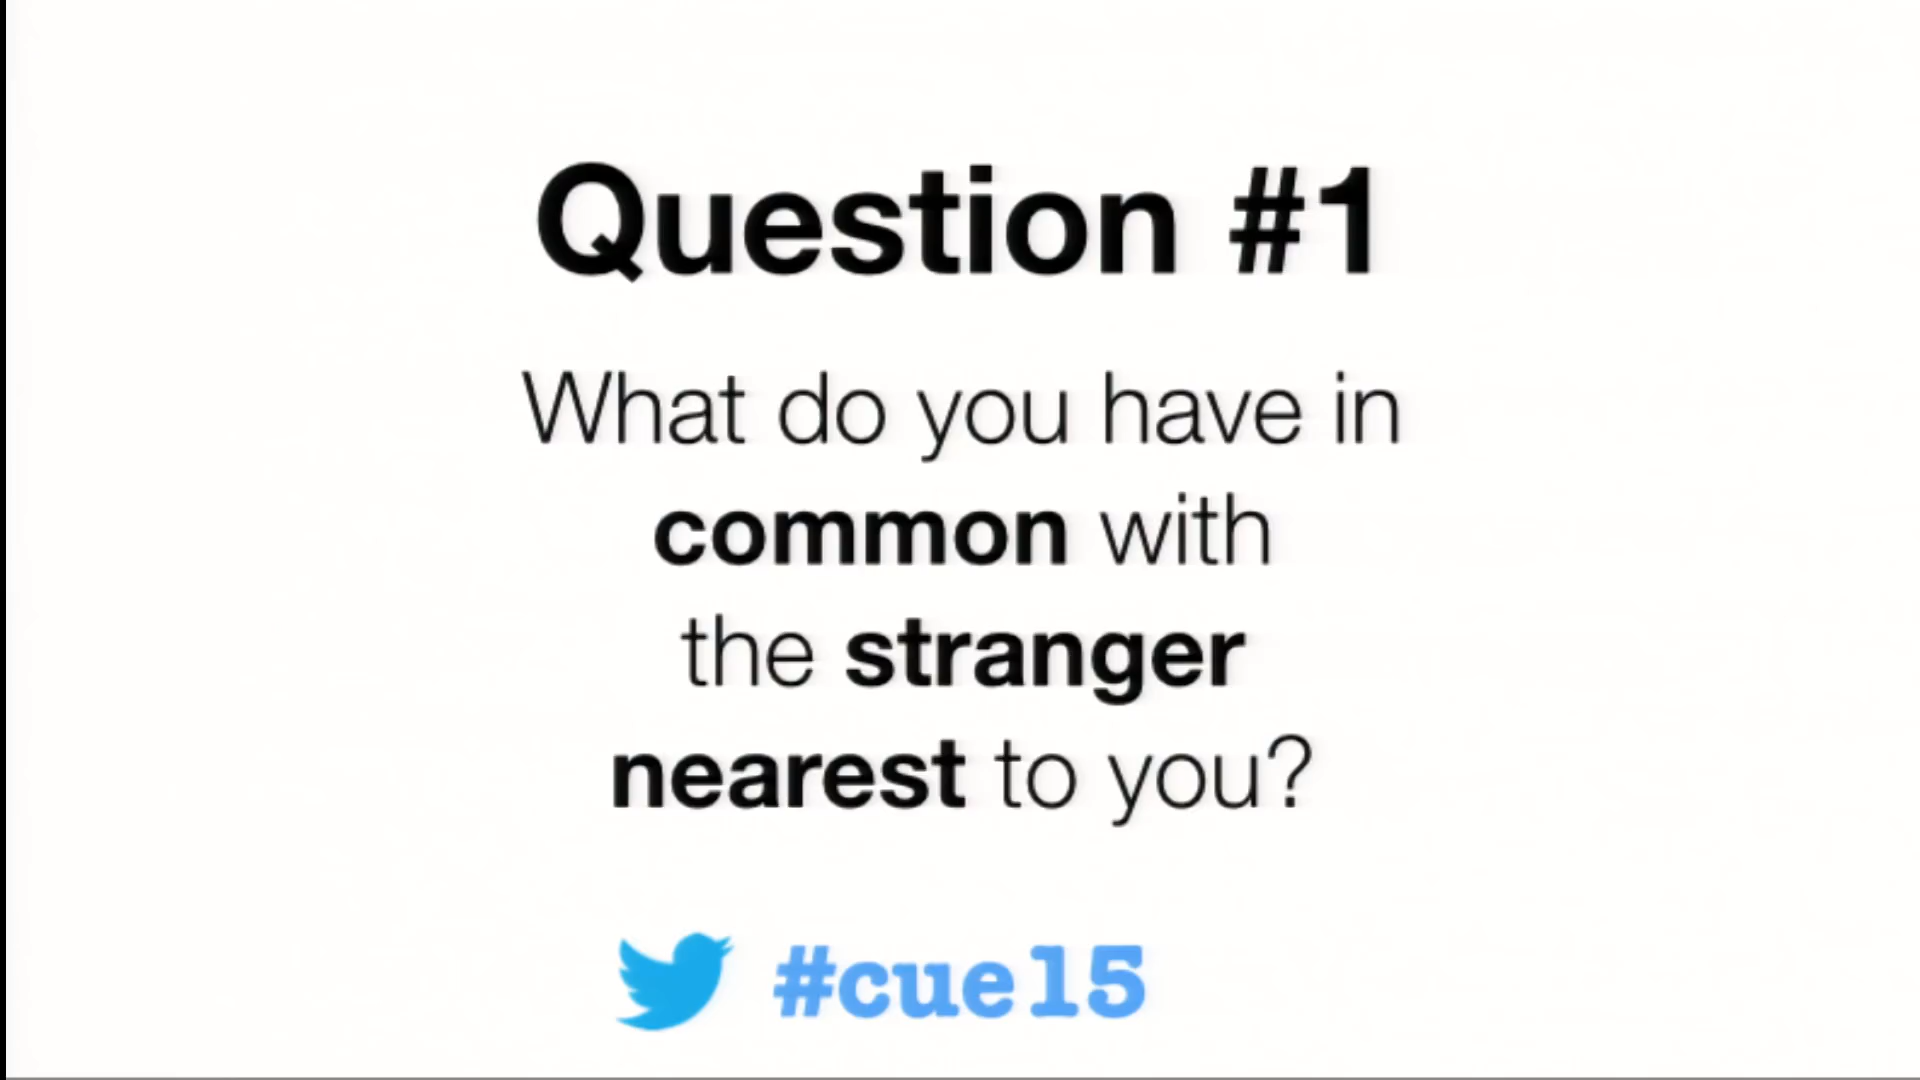 Question #1
What do you have in
common with
the stranger
nearest to you?
#cue15